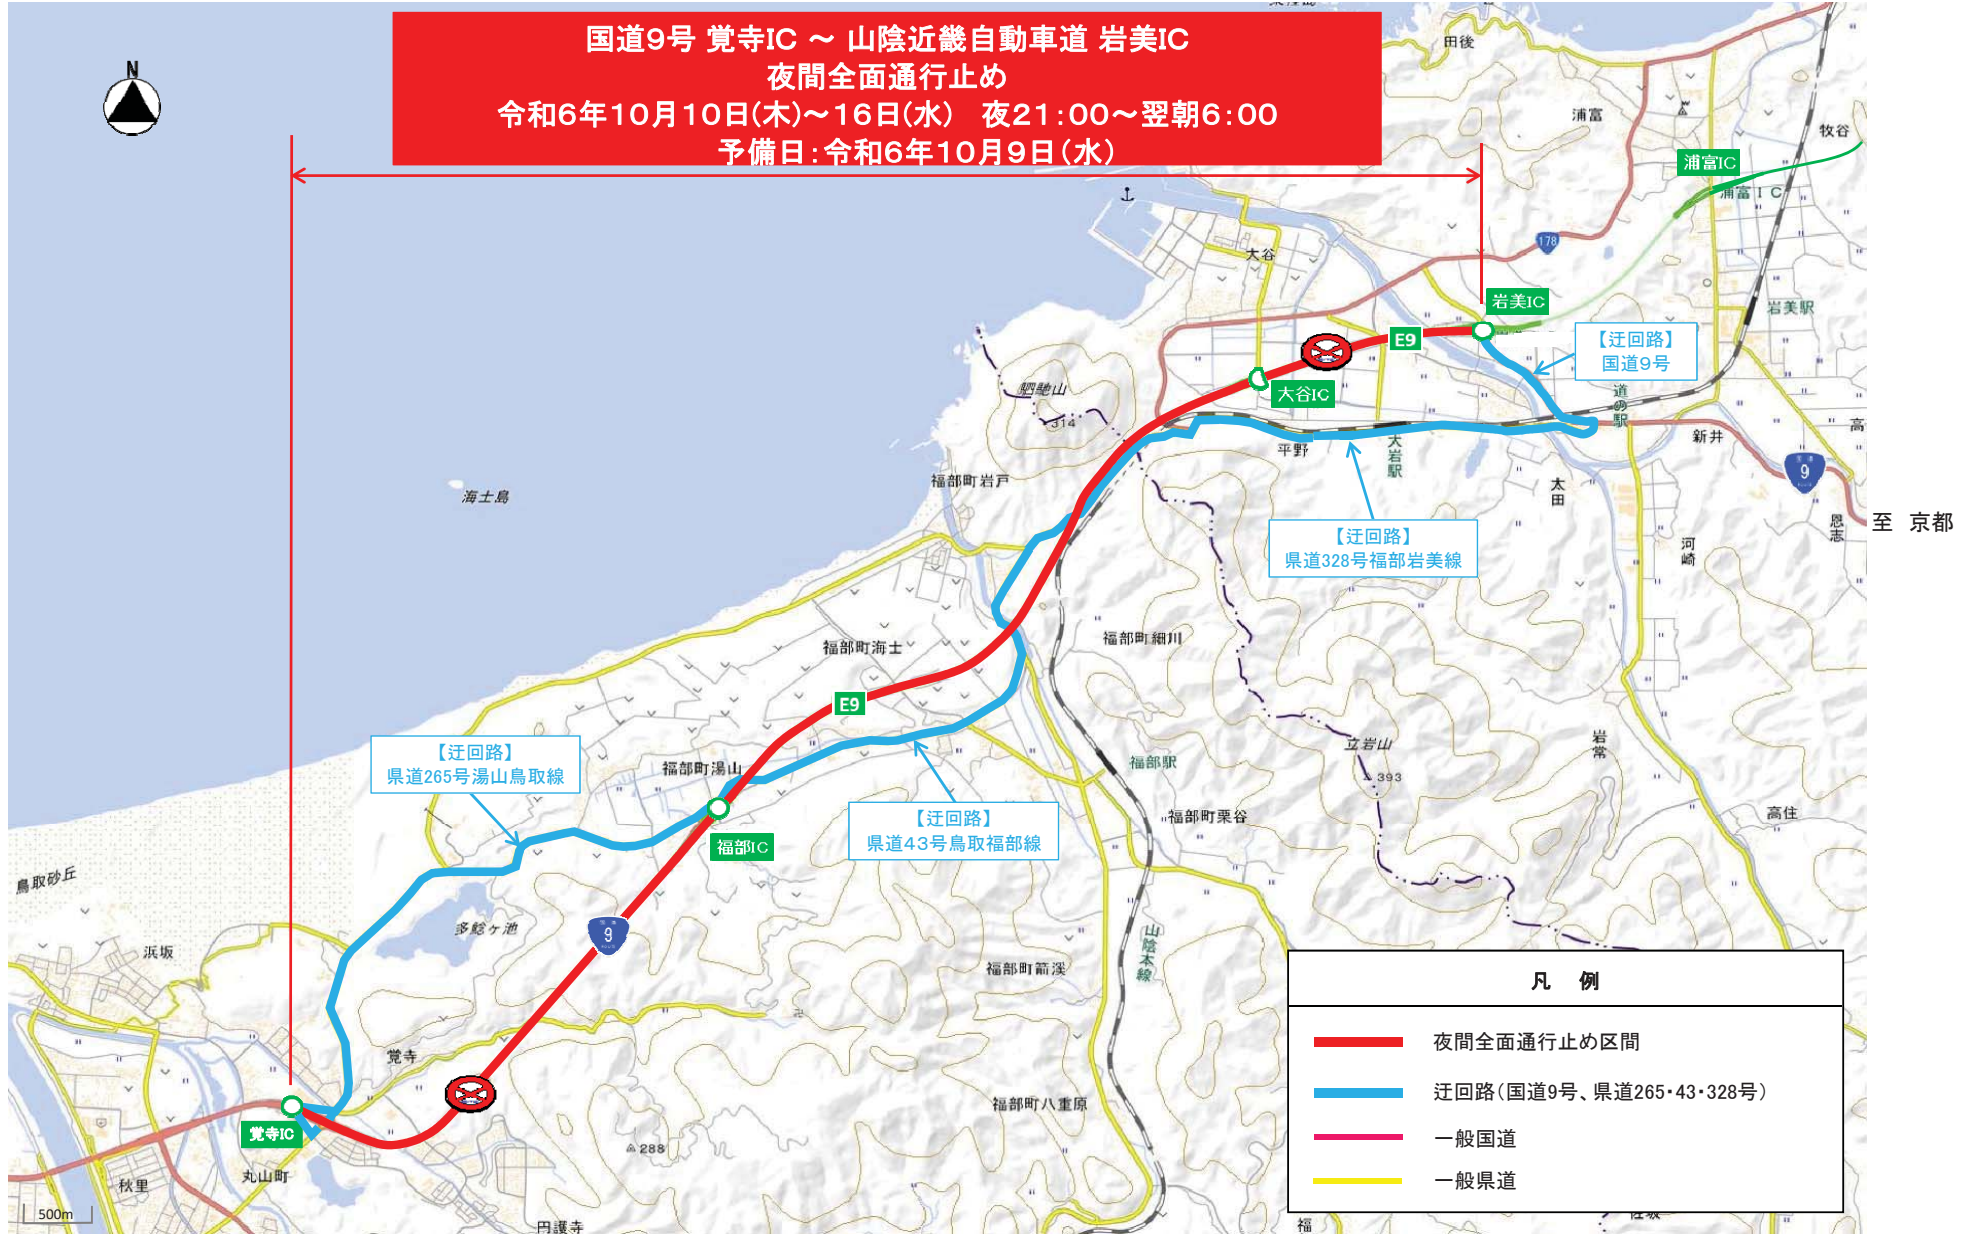 国道9号 覚寺IC ～ 山陰近畿自動車道 岩美IC
夜間全面通行止め
令和6年10月10日(木)～16日(水)　夜21:00～翌朝6:00
予備日:令和6年10月9日(水)
N
田後
浦富
牧谷
浦富IC
浦富ＩＣ
178
大谷
岩美IC
岩美駅
【迂回路】
国道9号
E9
大谷IC
道の駅
駟馳山
314
新井
高
平野
大岩駅
9
福部町岩戸
海士島
太田
恩志
至 京都
河崎
【迂回路】
県道328号福部岩美線
福部町細川
福部町海士
E9
岩常
立岩山
393
【迂回路】
県道265号湯山鳥取線
福部町湯山
福部駅
高住
【迂回路】
県道43号鳥取福部線
福部町栗谷
福部IC
鳥取砂丘
多鯰ヶ池
9
浜坂
山陰本線
福部町箭渓
凡 例
夜間全面通行止め区間
迂回路(国道9号、県道265・43・328号)
一般国道
一般県道
覚寺
福部町八重原
覚寺IC
288
丸山町
秋里
500m
円護寺
福